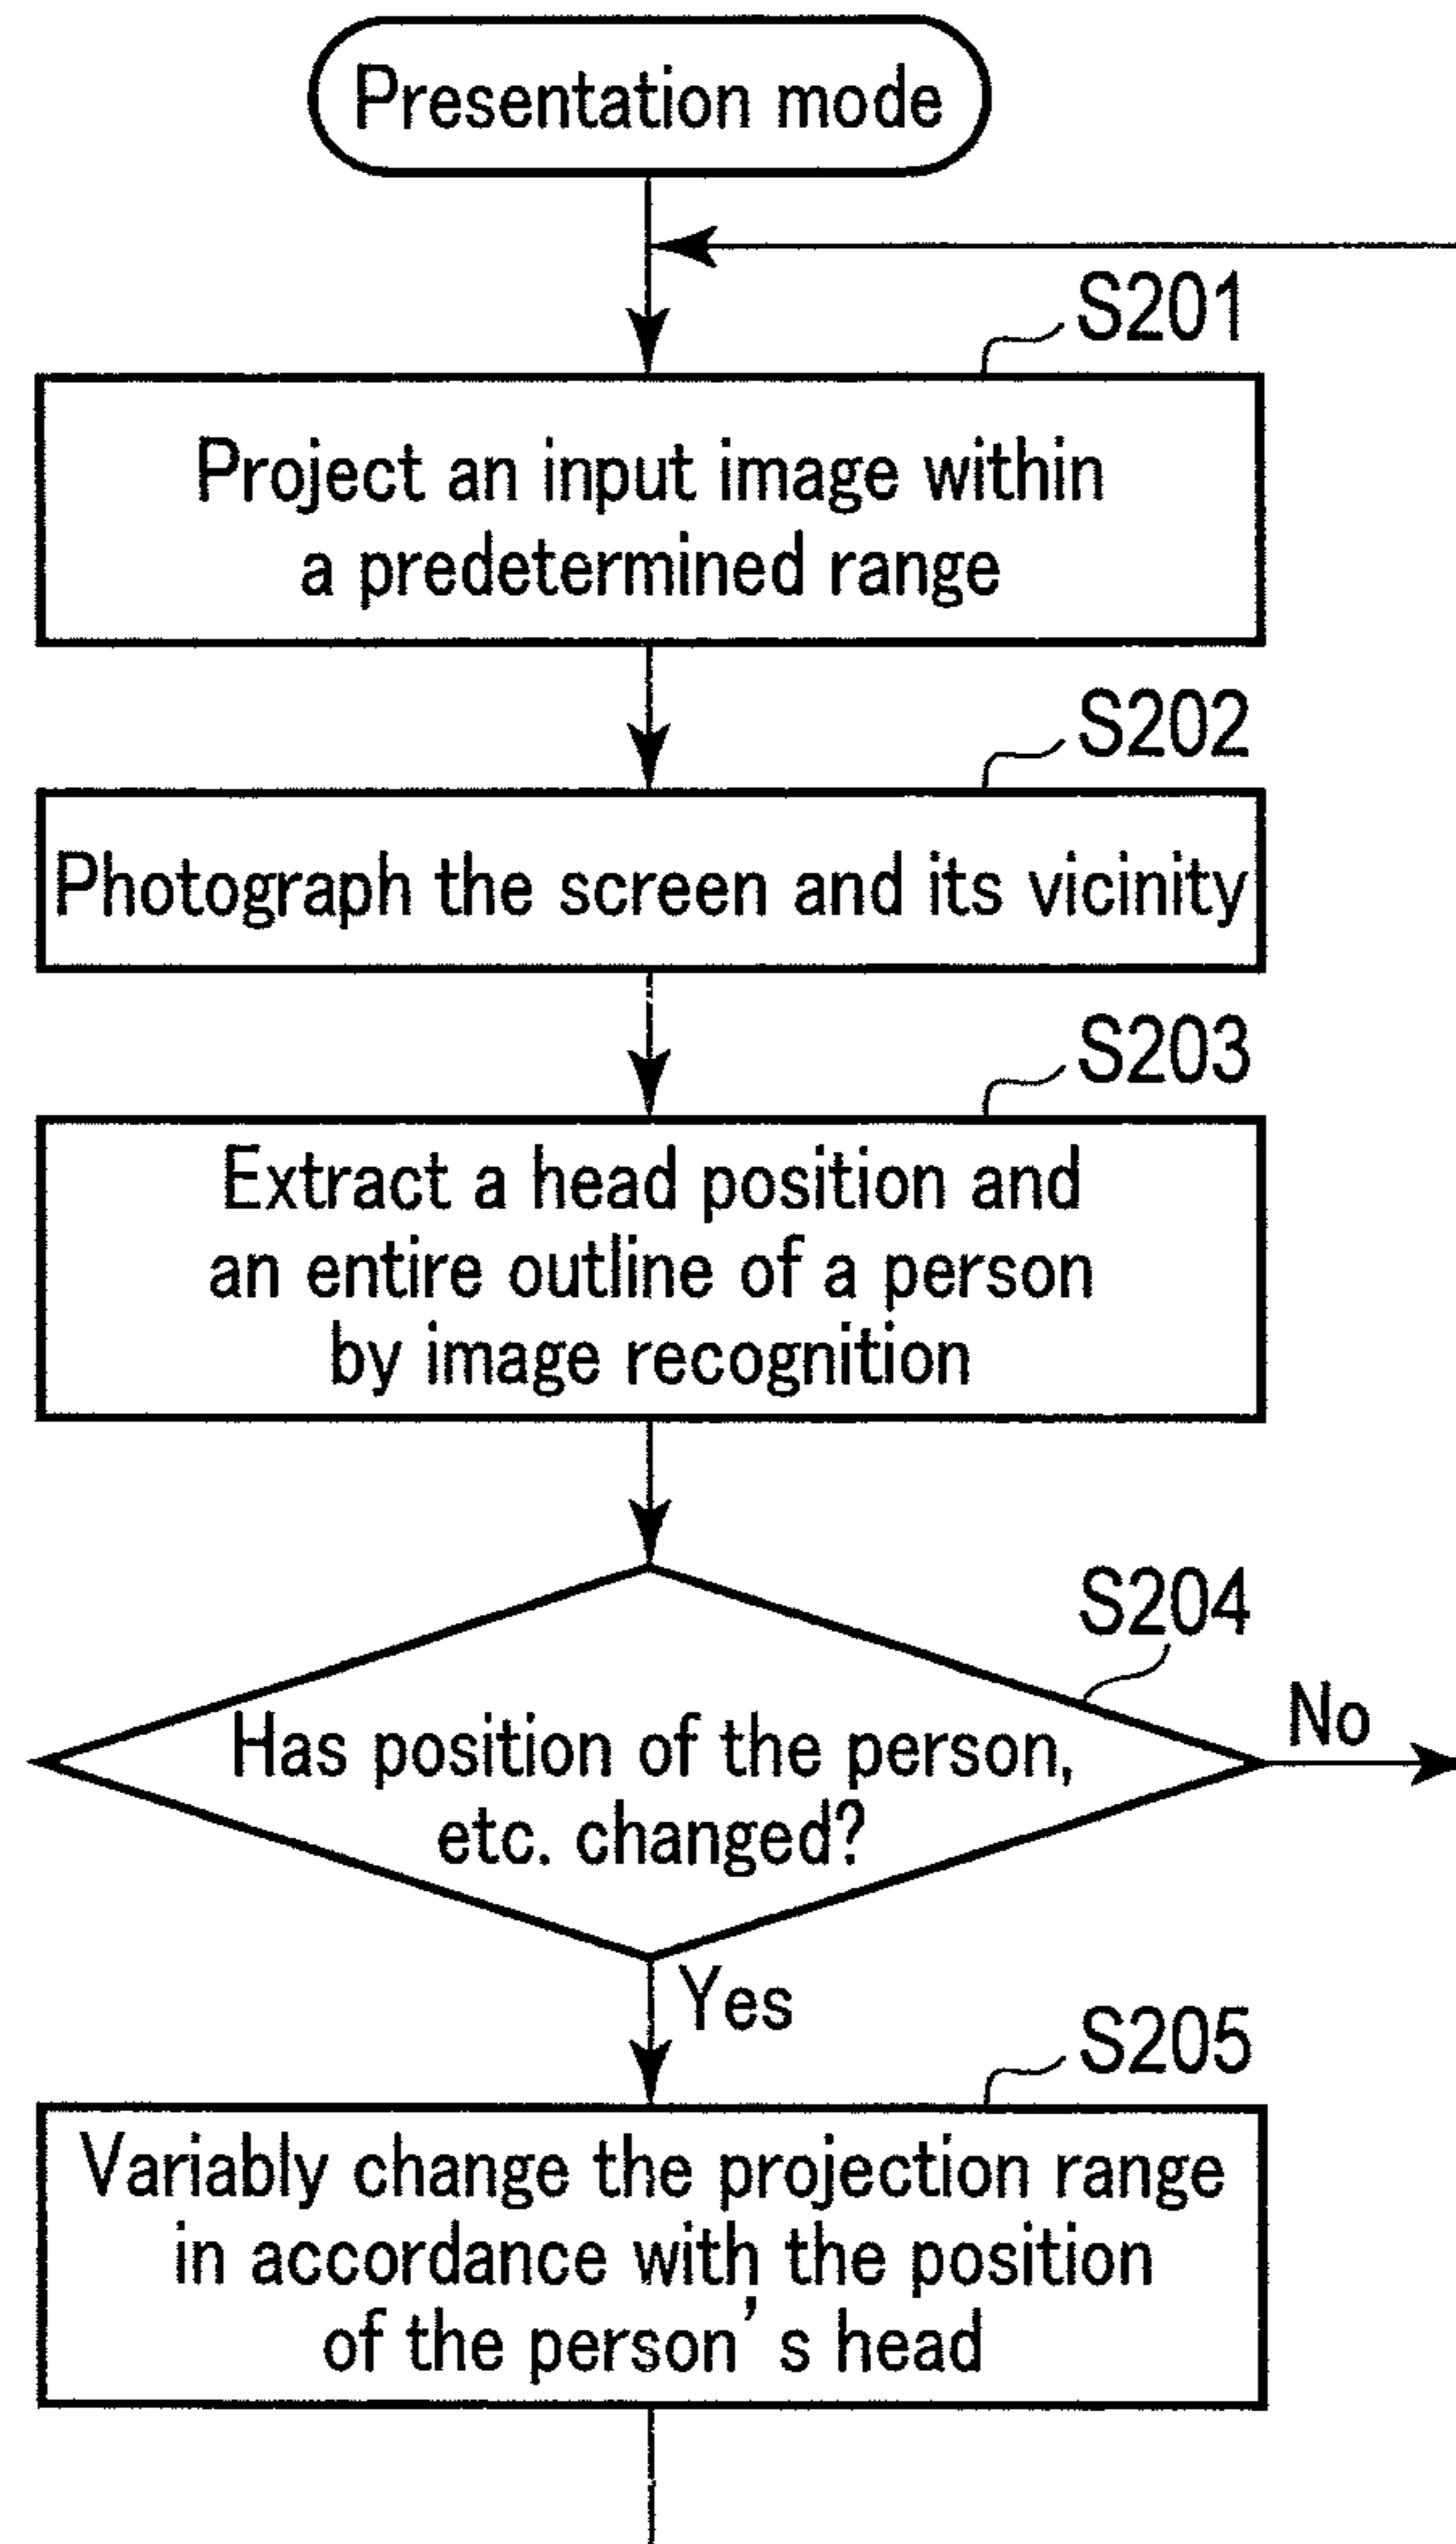 Presentation mode
S201
Project an input image within
a predetermined range
S202
Photograph the screen and its vicinity
S203
Extract a head position and
an entire outline of a person
by image recognition
S204
Has position of the person,
etc. changed?
No
Yes
S205
Variably change the projection range
in accordance with the position
of the person's head